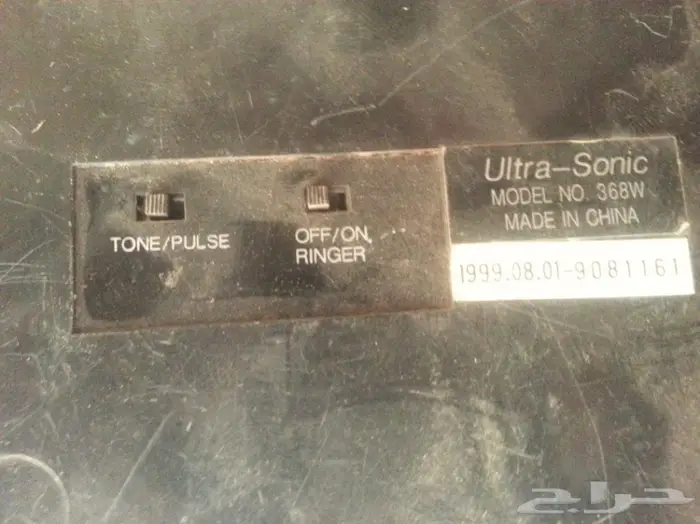 TONE/PULSE
OFF/ON
RINGER
Ultra-Sonic
MODEL NO. 368W
MADE IN CHINA
1999.08.01-9081161
حراج